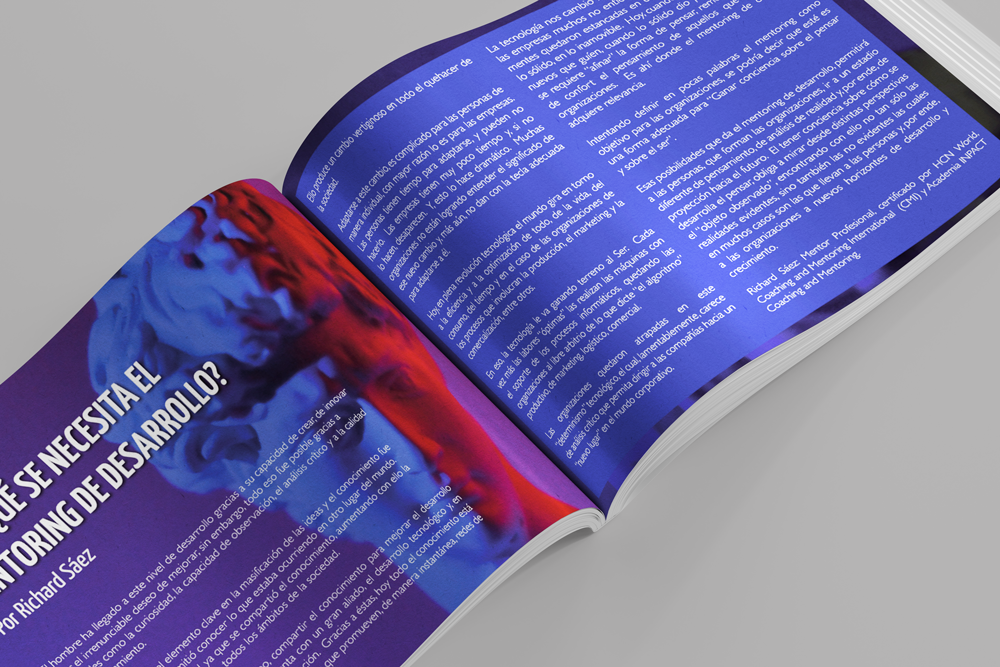 QUÉ SE NECESITA EL
MENTORING DE DESARROLLO?
Por Richard Sáez
El hombre ha llegado a este nivel de desarrollo gracias a su capacidad de crear, de innovar
el irrenunciable deseo de mejorar, sin embargo, todo eso fue posible gracias a
como la curiosidad, la capacidad de observación, el análisis crítico y a la calidad
elemento clave en la masificación de las ideas y el conocimiento fue
conocer lo que estaba ocurriendo en otro lugar del mundo
ya que se compartió el conocimiento, aumentando con ello la
todos los ámbitos de la sociedad.
compartir el conocimiento para mejorar el desarrollo
con un gran aliado, el desarrollo tecnológico y en
Gracias a éstas, hoy todo el conocimiento está
que promueven, de manera instantánea, redes de
Ello produce un cambio vertiginoso en todo el quehacer de
la sociedad.
Adaptarse a este cambio, es complicado para las personas de
manera individual, con mayor razón lo es para las empresas.
Las personas tienen tiempo para adaptarse, y pueden no
hacerlo. Las empresas tienen muy poco tiempo y si no
lo hacen desaparecen. Y esto lo hace dramático. Muchas
organizaciones no están logrando entender el significado de
ese nuevo cambio y, más aún, no dan con la tecla adecuada
para adaptarse a él.
Hoy, en plena revolución tecnológica el mundo gira en torno
a la eficiencia y a la optimización de todo: de la vida, del
consumo, del tiempo y en el caso de las organizaciones de
los procesos que involucran la producción, el marketing y la
comercialización, entre otros.
En eso, la tecnología le va ganando terreno al Ser. Cada
vez más las labores "óptimas" las realizan las máquinas con
el soporte de los procesos informáticos, quedando las
organizaciones al libre arbitrio de lo que dicte "el algoritmo"
productivo, de marketing, logístico, comercial.
Las organizaciones quedaron atrapadas en este
"determinismo" tecnológico, el cual, lamentablemente, carece
de análisis crítico que permita dirigir a las compañías hacia un
"nuevo lugar" en el mundo corporativo.
La tecnología nos cambió
las empresas muchos no
mentes quedaron estancadas en
lo sólido, en lo inamovible. Hoy, cuando
nuevos que guíen, cuando lo sólido dio
se requiere "afinar" la forma de pensar,
de confort, el pensamiento de aquellos que
organizaciones. Es ahí donde el mentoring de
adquiere relevancia.
Intentando definir en pocas palabras el mentoring como
objetivo para las organizaciones, se podría decir que esté es
una forma adecuada para "Ganar conciencia sobre el pensar
y sobre el ser".
Esas posibilidades que da el mentoring de desarrollo, permitirá
a las personas que forman las organizaciones, ir a un estadio
diferente de pensamiento, de análisis de realidad y, por ende, de
proyección hacia el futuro. El tener conciencia sobre cómo se
desarrolla el pensar, obliga a mirar desde distintas perspectivas
el "objeto observado", encontrando con ello no tan sólo las
realidades evidentes, sino también las no evidentes las cuales
en muchos casos son las que llevan a las personas y, por ende,
a las organizaciones a nuevos horizontes de desarrollo y
crecimiento.
Richard Sáez Mentor Professional, certificado por HCN World,
Coaching and Mentoring International (CMI) y Academia INPACT
Coaching and Mentoring.